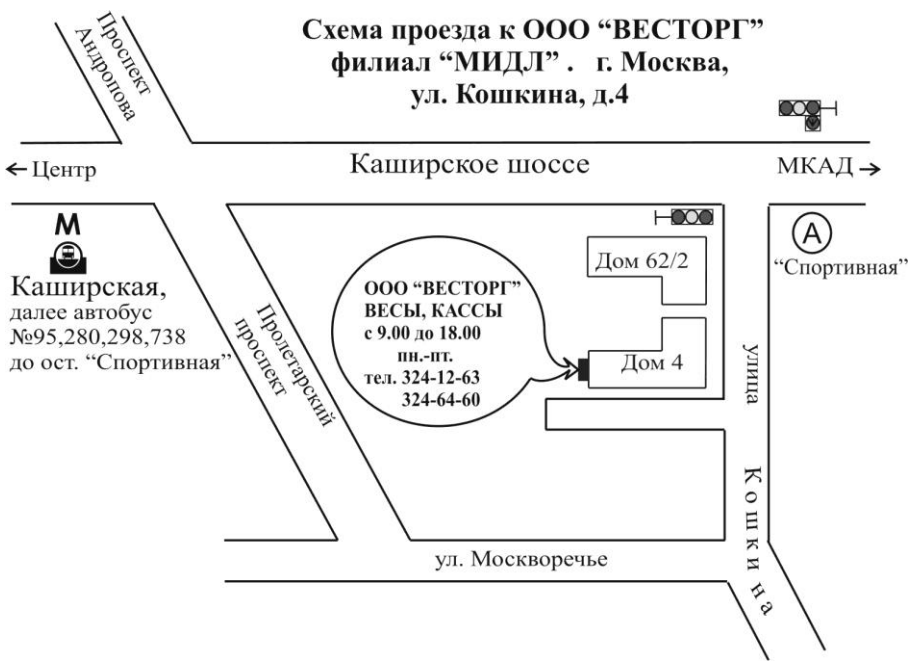 Схема проезда к ООО “ВЕСТОРГ”
филиал “МИДЛ” . г. Москва,
ул. Кошкина, д.4
Проспект
Андропова
← Центр
Каширское шоссе
МКАД →
М
Каширская,
далее автобус
№95,280,298,738
до ост. “Спортивная”
Пролетарский
проспект
ООО “ВЕСТОРГ”
ВЕСЫ, КАССЫ
с 9.00 до 18.00
пн.-пт.
тел. 324-12-63
324-64-60
Дом 62/2
Дом 4
А
“Спортивная”
улица Кошкина
ул. Москворечье